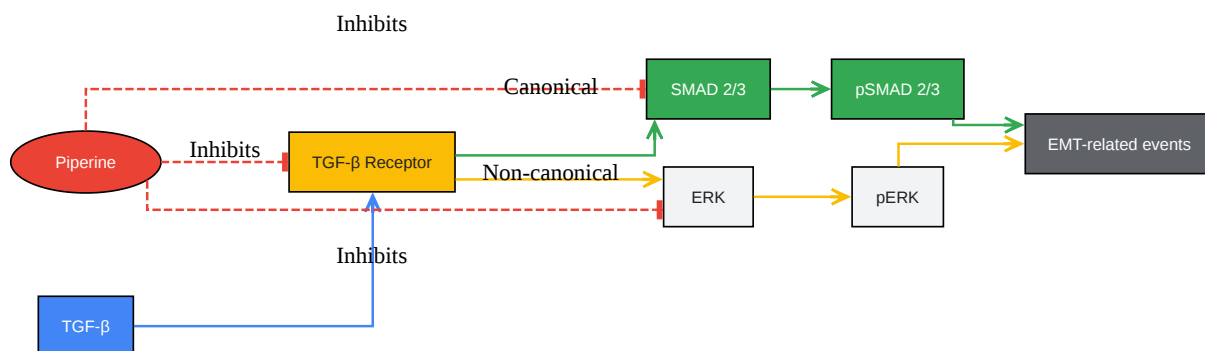 Inhibits
Canonical
SMAD 2/3
pSMAD 2/3
EMT-related events
Piperine
Inhibits
TGF-β Receptor
Non-canonical
ERK
pERK
Inhibits
TGF-β